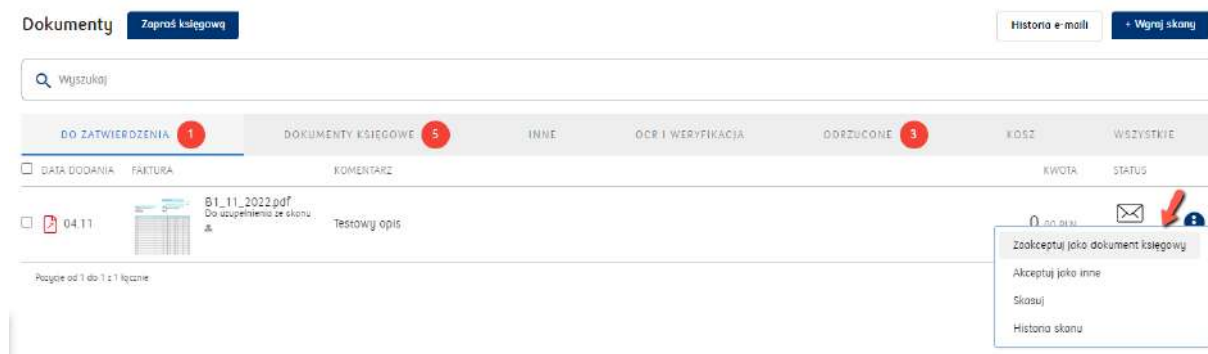 Dokumenty
Zaproś księgową
Historia e-maili
+ Wgraj skany
Wyszukaj
DO ZATWIERDZENIA 1
DOKUMENTY KSIĘGOWE 5
INNE
OCR I WERYFIKACJA
ODRZUCONE 3
KOSZ
WSZYSTKIE
DATA DODANIA
FAKTURA
KOMENTARZ
KWOTA
STATUS
04.11
B1_11_2022.pdf
Do uzupełnienia ze skanu
Testowy opis
0,00 PLN
Zaakceptuj jako dokument księgowy
Akceptuj jako inne
Skasuj
Historia skanu
Pozycje od 1 do 1 z 1 łącznie